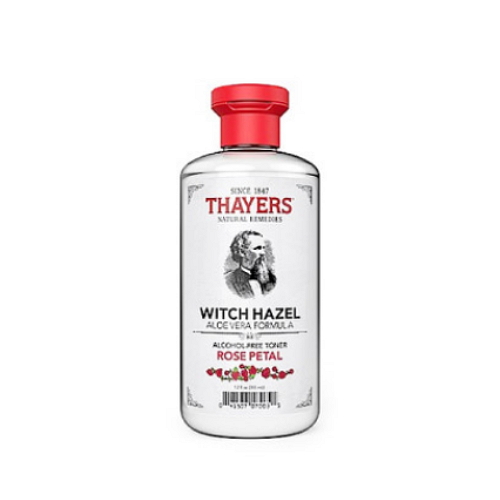 SINCE 1847
THAYERS
NATURAL REMEDIES
WITCH HAZEL
ALOE VERA FORMULA
ALCOHOL-FREE TONER
ROSE PETAL